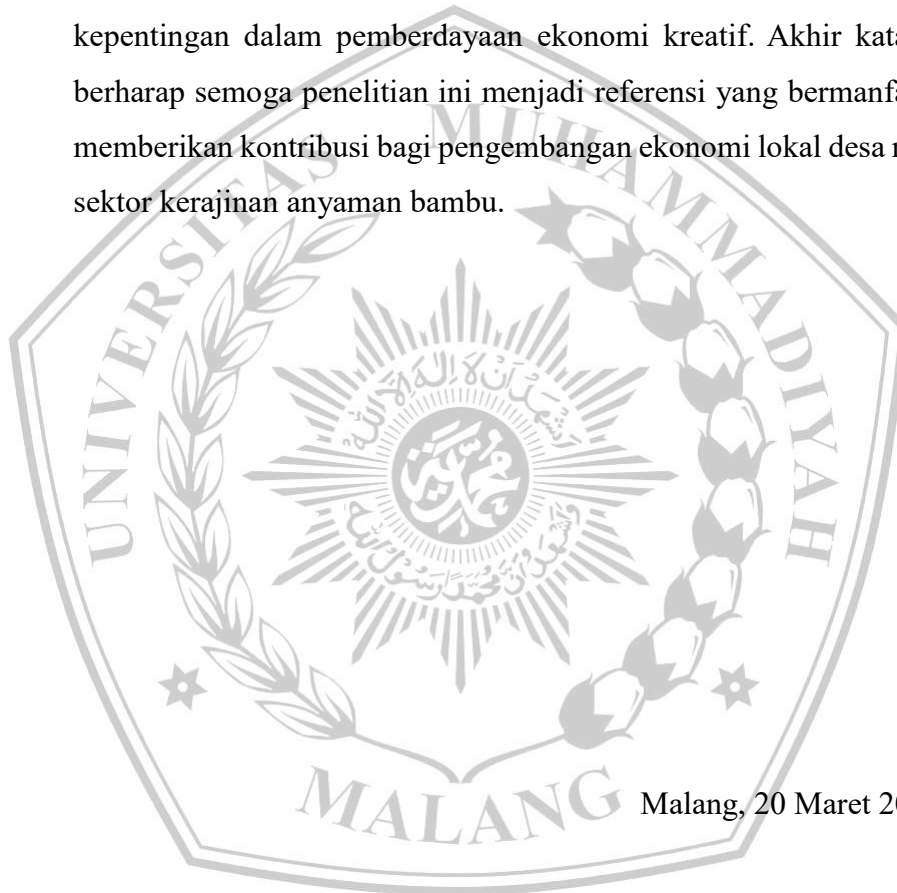 kepentingan dalam pemberdayaan ekonomi kreatif. Akhir kata
berharap semoga penelitian ini menjadi referensi yang bermanfa
memberikan kontribusi bagi pengembangan ekonomi lokal desa
sektor kerajinan anyaman bambu.
UNIVERSITAS MUHAMMADIYAH
MALANG
Malang, 20 Maret 20